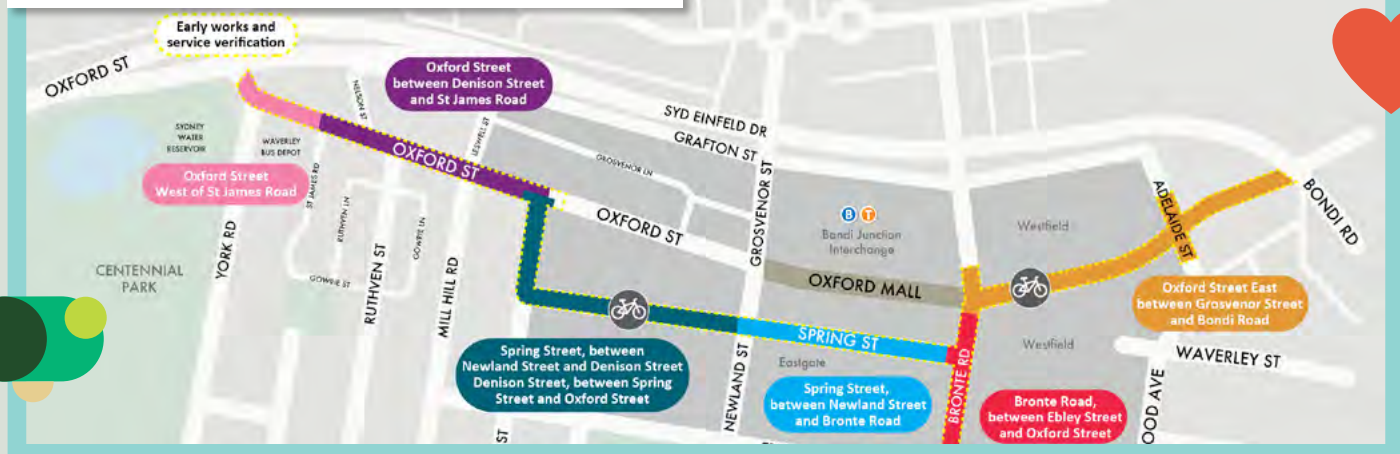 Early works and
service verification
OXFORD ST
Oxford Street
between Denison Street
and St James Road
NELSON ST
SYD EINFELD DR
GRAFTON ST
SYDNEY
WATER
RESERVOIR
WAVERLEY
BUS DEPOT
OXFORD ST
LESWELL ST
GROSVENOR LN
GROSVENOR ST
Oxford Street
West of St James Road
ST JAMES RD
RUTHVEN LN
GOWRIE LN
OXFORD ST
B T
Bondi Junction
Interchange
Westfield
ADELAIDE ST
BONDI RD
CENTENNIAL
PARK
YORK RD
GOWRIE ST
RUTHVEN ST
MILL HILL RD
OXFORD MALL
Oxford Street East
between Grosvenor Street
and Bondi Road
SPRING ST
Eastgate
Westfield
WAVERLEY ST
Spring Street, between
Newland Street and Denison Street
Denison Street, between Spring
Street and Oxford Street
NEWLAND ST
Spring Street,
between Newland Street
and Bronte Road
BRONTE RD
Bronte Road,
between Ebley Street
and Oxford Street
OOD AVE
ST